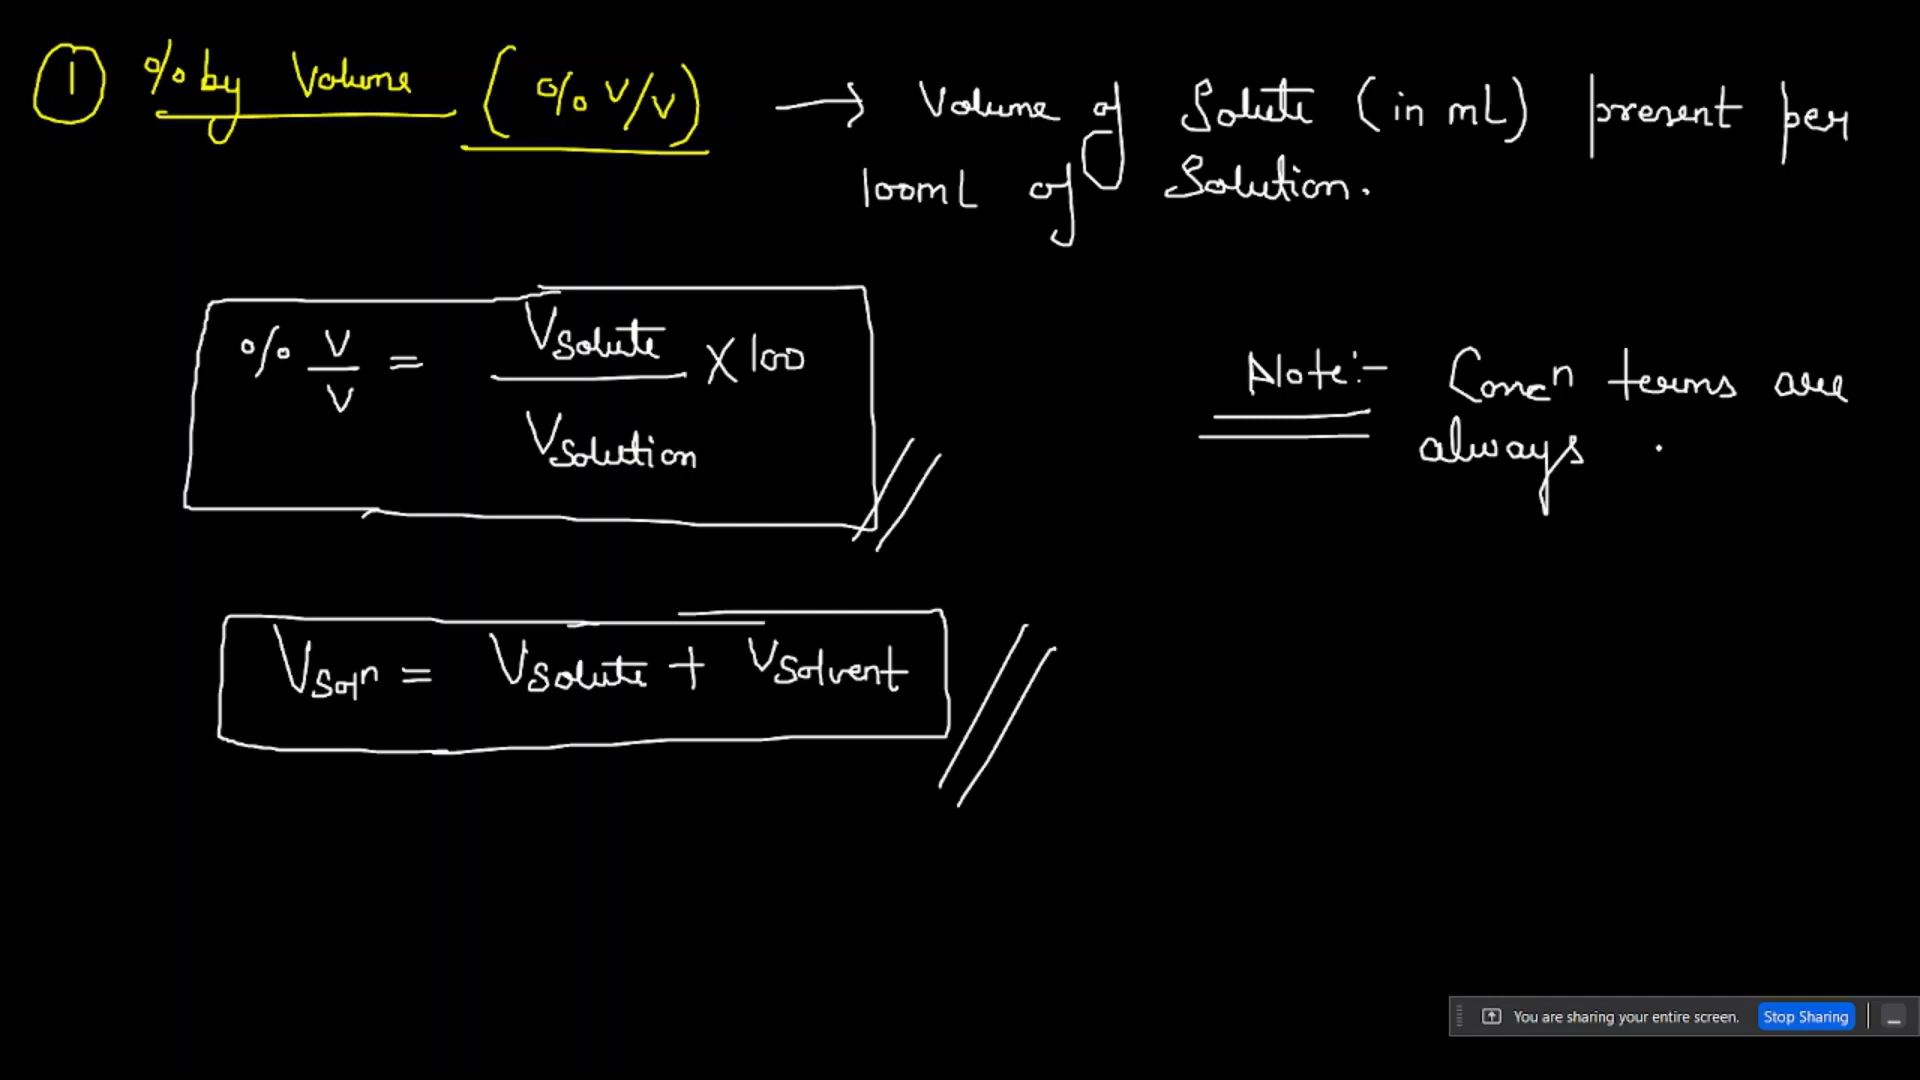 ① % by Volume (% V/V) → Volume of Solute (in mL) present per
100mL of Solution.
% V/V = VSolute / VSolution X 100
Note:- Concⁿ terms are
always .
VSolⁿ = VSolute + VSolvent
You are sharing your entire screen. Stop Sharing